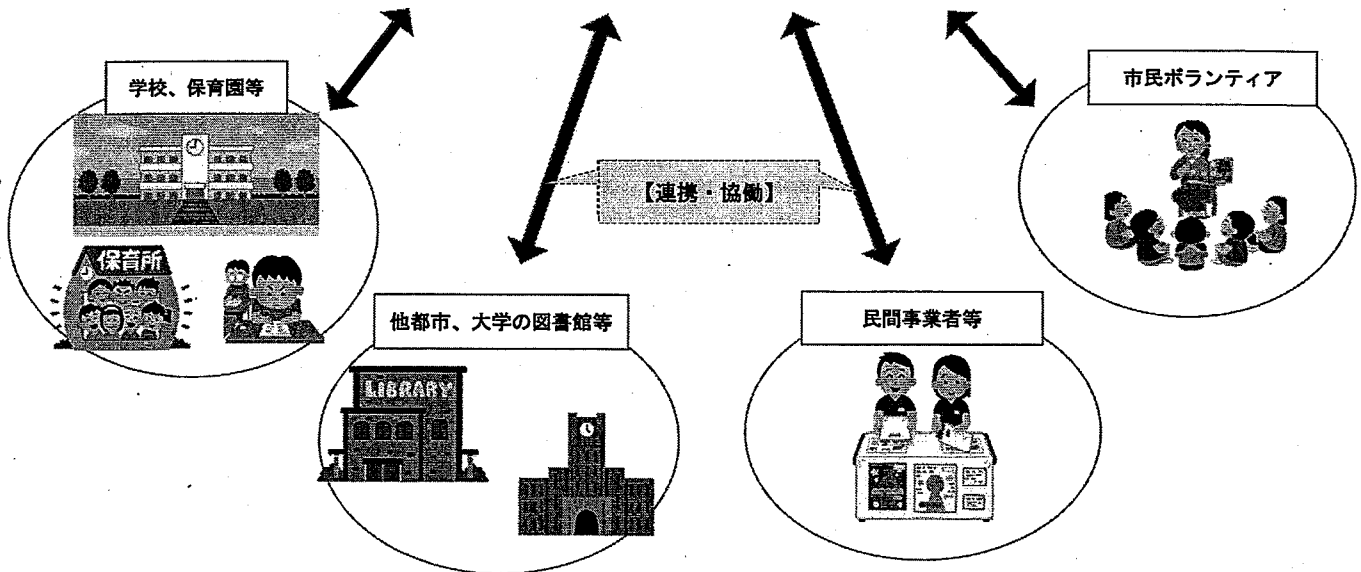 学校、保育園等
市民ボランティア
【連携・協働】
保育所
他都市、大学の図書館等
民間事業者等
LIBRARY